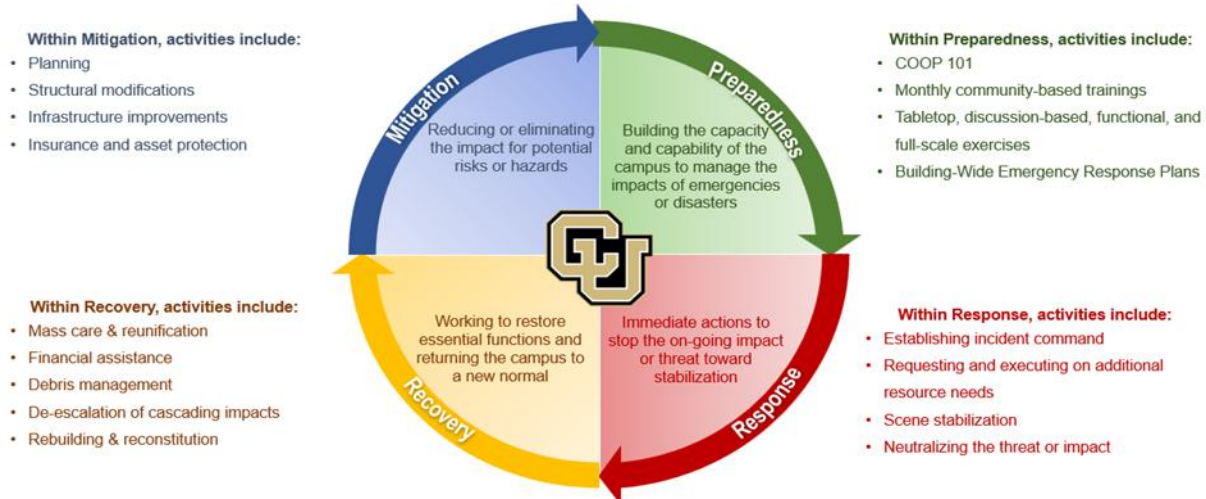 Within Mitigation, activities include:
• Planning
• Structural modifications
• Infrastructure improvements
• Insurance and asset protection
Mitigation
Reducing or eliminating
the impact for potential
risks or hazards
Preparedness
Building the capacity
and capability of the
campus to manage the
impacts of emergencies
or disasters
Within Preparedness, activities include:
• COOP 101
• Monthly community-based trainings
• Tabletop, discussion-based, functional, and
full-scale exercises
• Building-Wide Emergency Response Plans
CU
Within Recovery, activities include:
• Mass care & reunification
• Financial assistance
• Debris management
• De-escalation of cascading impacts
• Rebuilding & reconstitution
Recovery
Working to restore
essential functions and
returning the campus to
a new normal
Immediate actions to
stop the on-going impact
or threat toward
stabilization
Response
Within Response, activities include:
• Establishing incident command
• Requesting and executing on additional
resource needs
• Scene stabilization
• Neutralizing the threat or impact